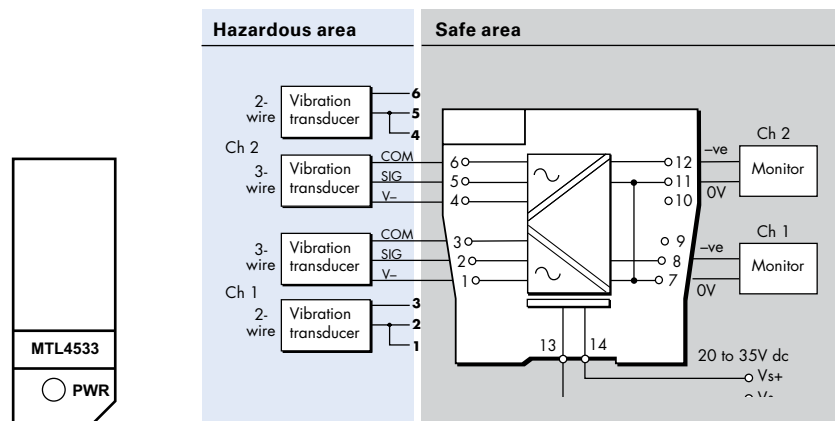 Hazardous area
Safe area
2-
wire
Vibration
transducer
6
5
4
Ch 2
3-
wire
Vibration
transducer
COM
SIG
V–
6
5
4
12
11
10
–ve
0V
Ch 2
Monitor
3-
wire
Vibration
transducer
COM
SIG
V–
3
2
1
9
8
7
–ve
0V
Ch 1
Monitor
Ch 1
2-
wire
Vibration
transducer
3
2
1
13
14
20 to 35V dc
Vs+
MTL4533
PWR